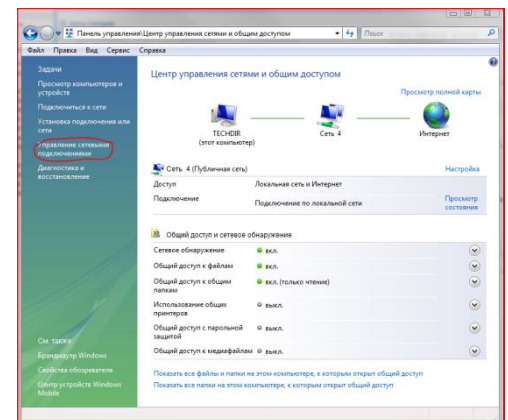 Панель управления\Центр управления сетями и общим доступом
Поиск
Файл Правка Вид Сервис Справка
Задачи
Просмотр компьютеров и
устройств
Подключиться к сети
Установка подключения или
сети
Управление сетевыми
подключениями
Диагностика и
восстановление
См. также
Брандмауэр Windows
Свойства обозревателя
Центр устройств Windows
Mobile
Центр управления сетями и общим доступом
Просмотр полной карты
TECHDIR
(этот компьютер)
Сеть 4
Интернет
Сеть 4 (Публичная сеть)
Настройка
Доступ
Локальная сеть и Интернет
Подключение
Подключение по локальной сети
Просмотр
состояния
Общий доступ и сетевое обнаружение
Сетевое обнаружение
вкл.
Общий доступ к файлам
вкл.
Общий доступ к общим
папкам
вкл. (только чтение)
Использование общих
принтеров
выкл.
Общий доступ с парольной
защитой
выкл.
Общий доступ к медиафайлам
выкл.
Показать все файлы и папки на этом компьютере, к которым открыт общий доступ
Показать все папки на этом компьютере, к которым открыт общий доступ